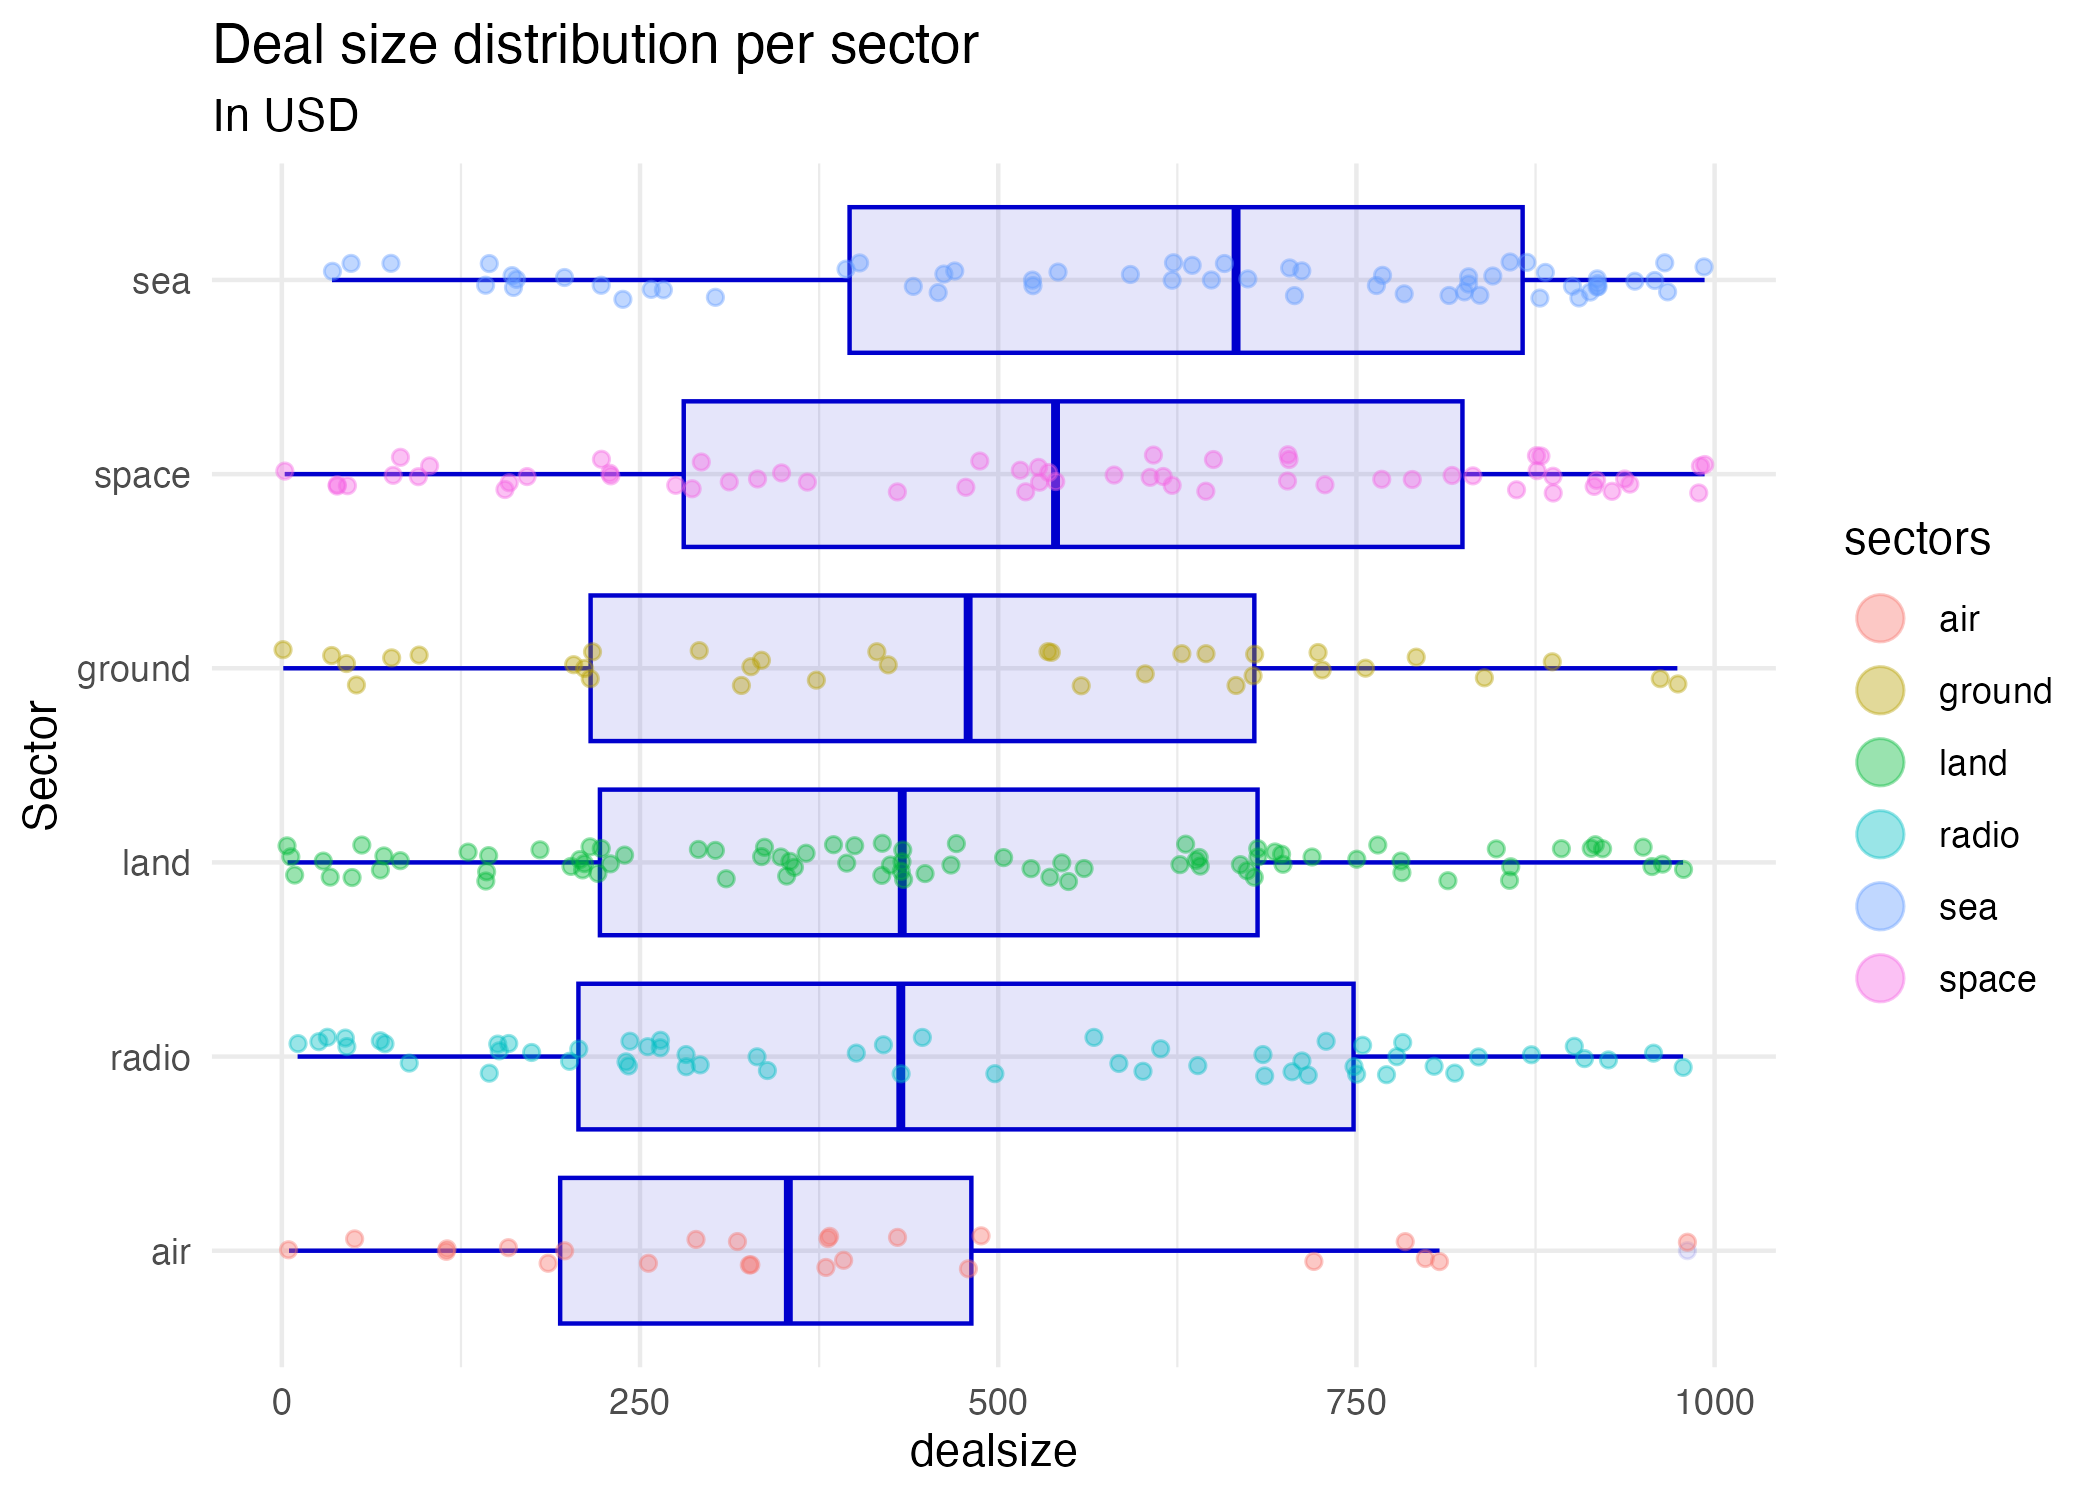 Deal size distribution per sector
In USD
Sector
sea
space
ground
land
radio
air
0 250 500 750 1000
dealsize
sectors
air
ground
land
radio
sea
space